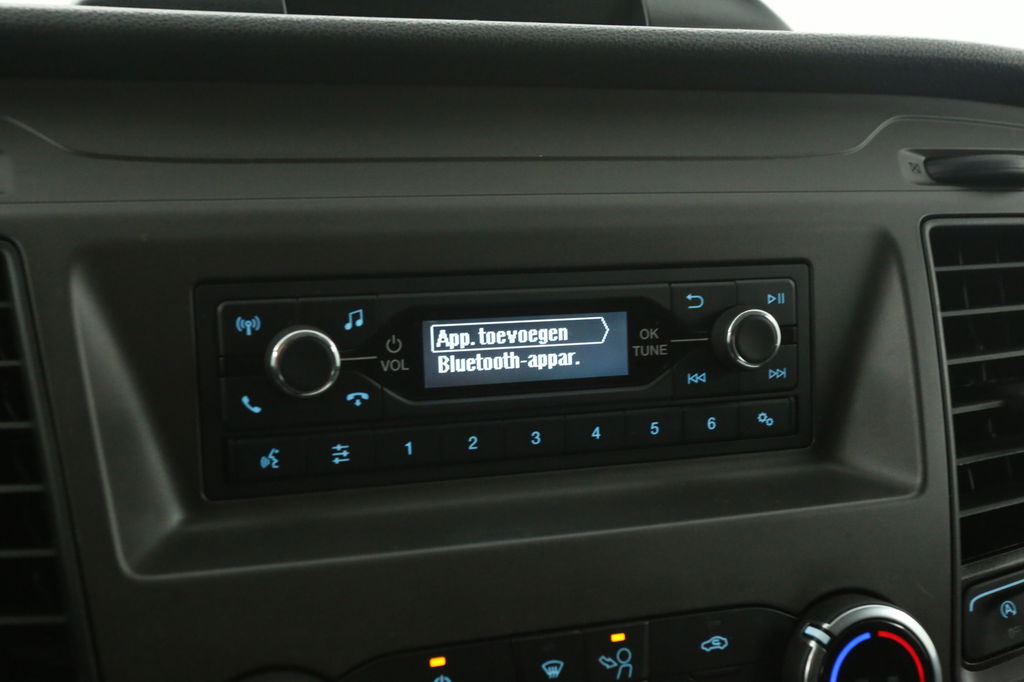 App. toevoegen
Bluetooth-appar.
VOL
OK
TUNE
1 2 3 4 5 6
A